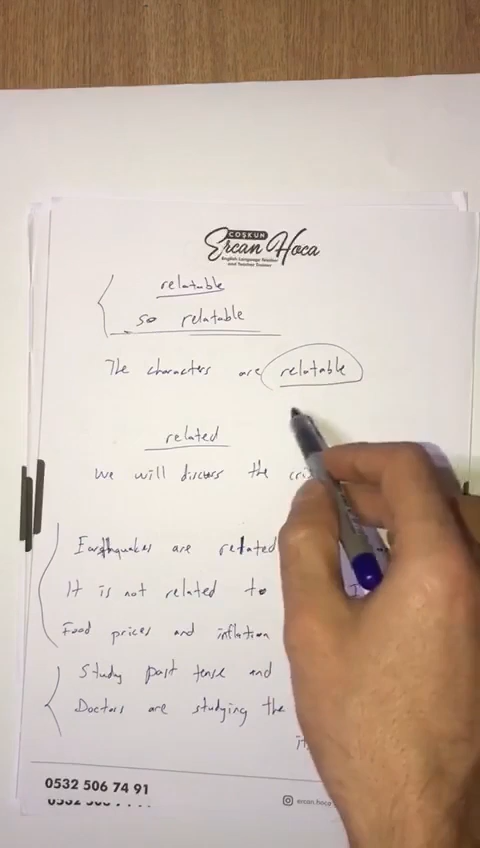 COŞKUN
Ercan Hoca
English Language Teacher
and Teacher Trainer
relatable
so relatable
The characters are relatable
related
We will discuss the
Earthquakes are related
It is not related to
Food prices and inflation
Study past tense and
Doctors are studying the
0532 506 74 91
ercan.hoca